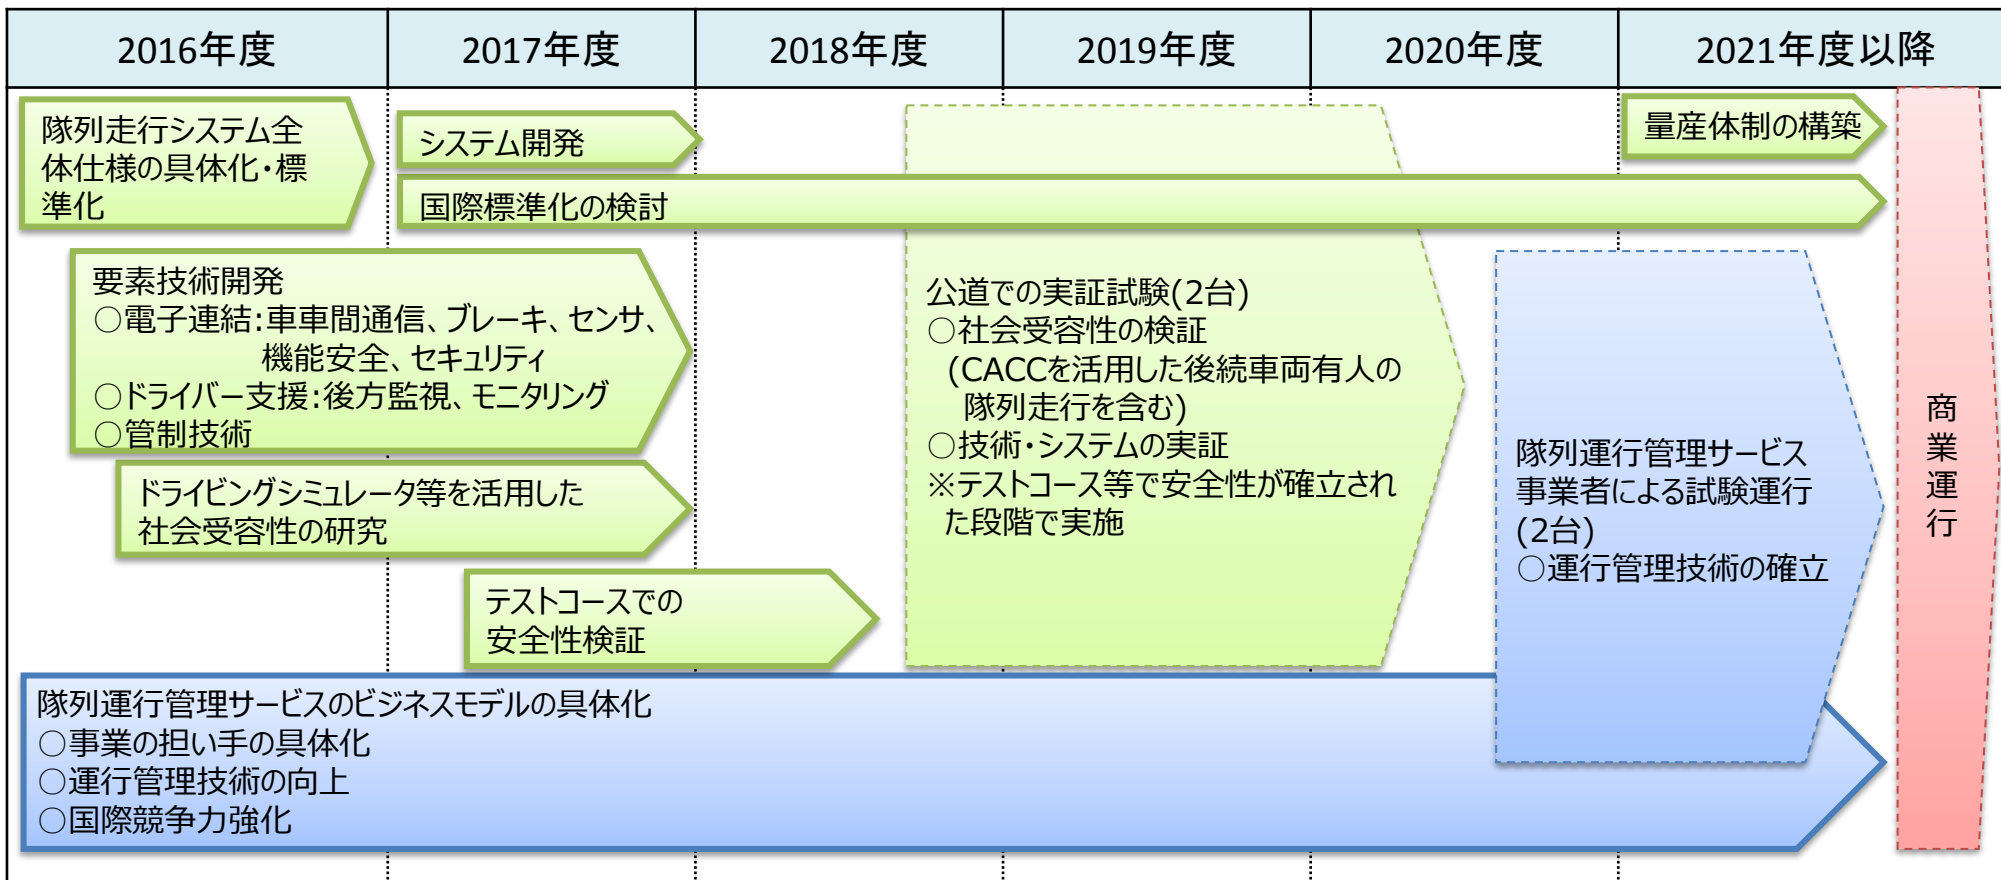 2016年度
2017年度
2018年度
2019年度
2020年度
2021年度以降
隊列走行システム全
体仕様の具体化・標
準化
システム開発
量産体制の構築
国際標準化の検討
要素技術開発
○電子連結：車車間通信、ブレーキ、センサ、
機能安全、セキュリティ
○ドライバー支援：後方監視、モニタリング
○管制技術
ドライビングシミュレータ等を活用した
社会受容性の研究
テストコースでの
安全性検証
公道での実証試験(2台)
○社会受容性の検証
(CACCを活用した後続車両有人の
隊列走行を含む)
○技術・システムの実証
※テストコース等で安全性が確立され
た段階で実施
隊列運行管理サービス
事業者による試験運行
(2台)
○運行管理技術の確立
商業運行
隊列運行管理サービスのビジネスモデルの具体化
○事業の担い手の具体化
○運行管理技術の向上
○国際競争力強化